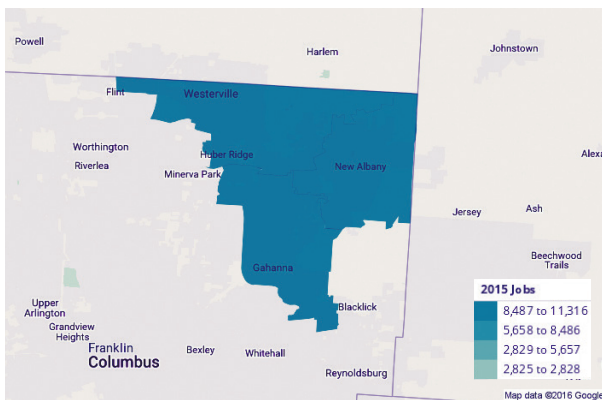 Powell
Harlem
Johnstown
Flint
Westerville
Worthington
Huber Ridge
Alexa
Riverlea
Minerva Park
New Albany
Jersey
Ash
Beechwood
Trails
Gahanna
Upper
Arlington
Grandview
Heights
Blacklick
Franklin
Columbus
Bexley
Whitehall
Reynoldsburg
2015 Jobs
8,487 to 11,316
5,658 to 8,486
2,829 to 5,657
2,825 to 2,828
Map data ©2016 Google